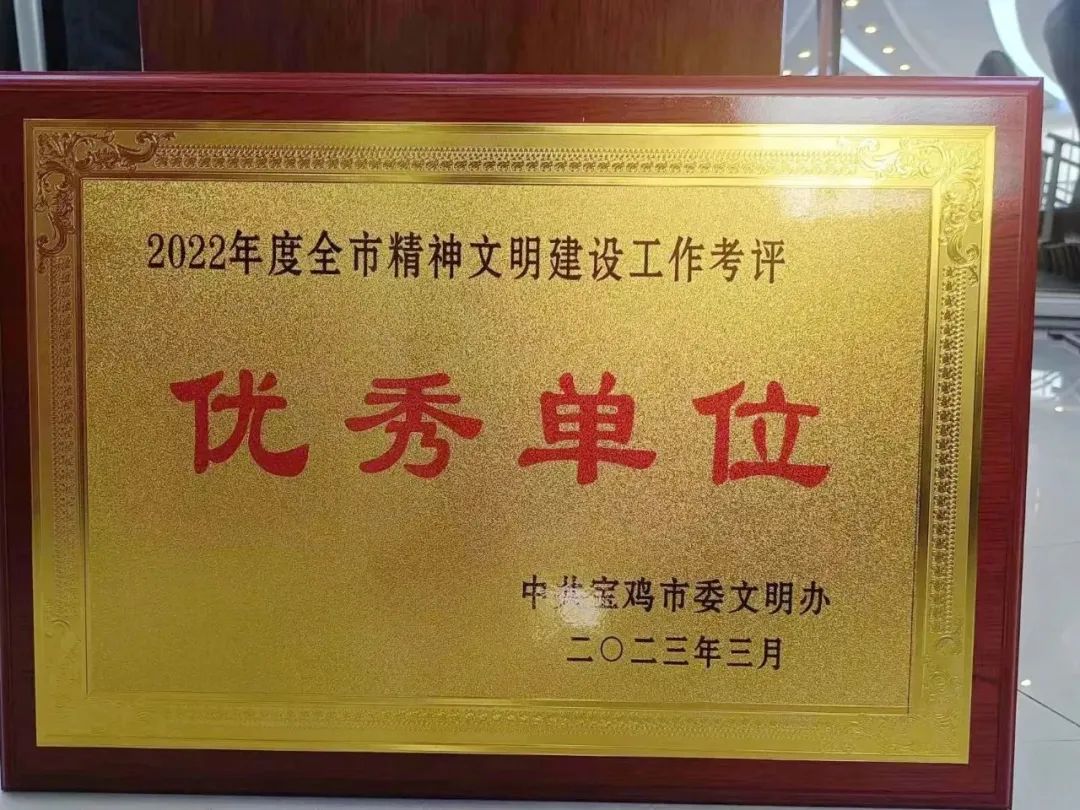 2022年度全市精神文明建设工作考评
优秀单位
中共宝鸡市委文明办
二〇二三年三月